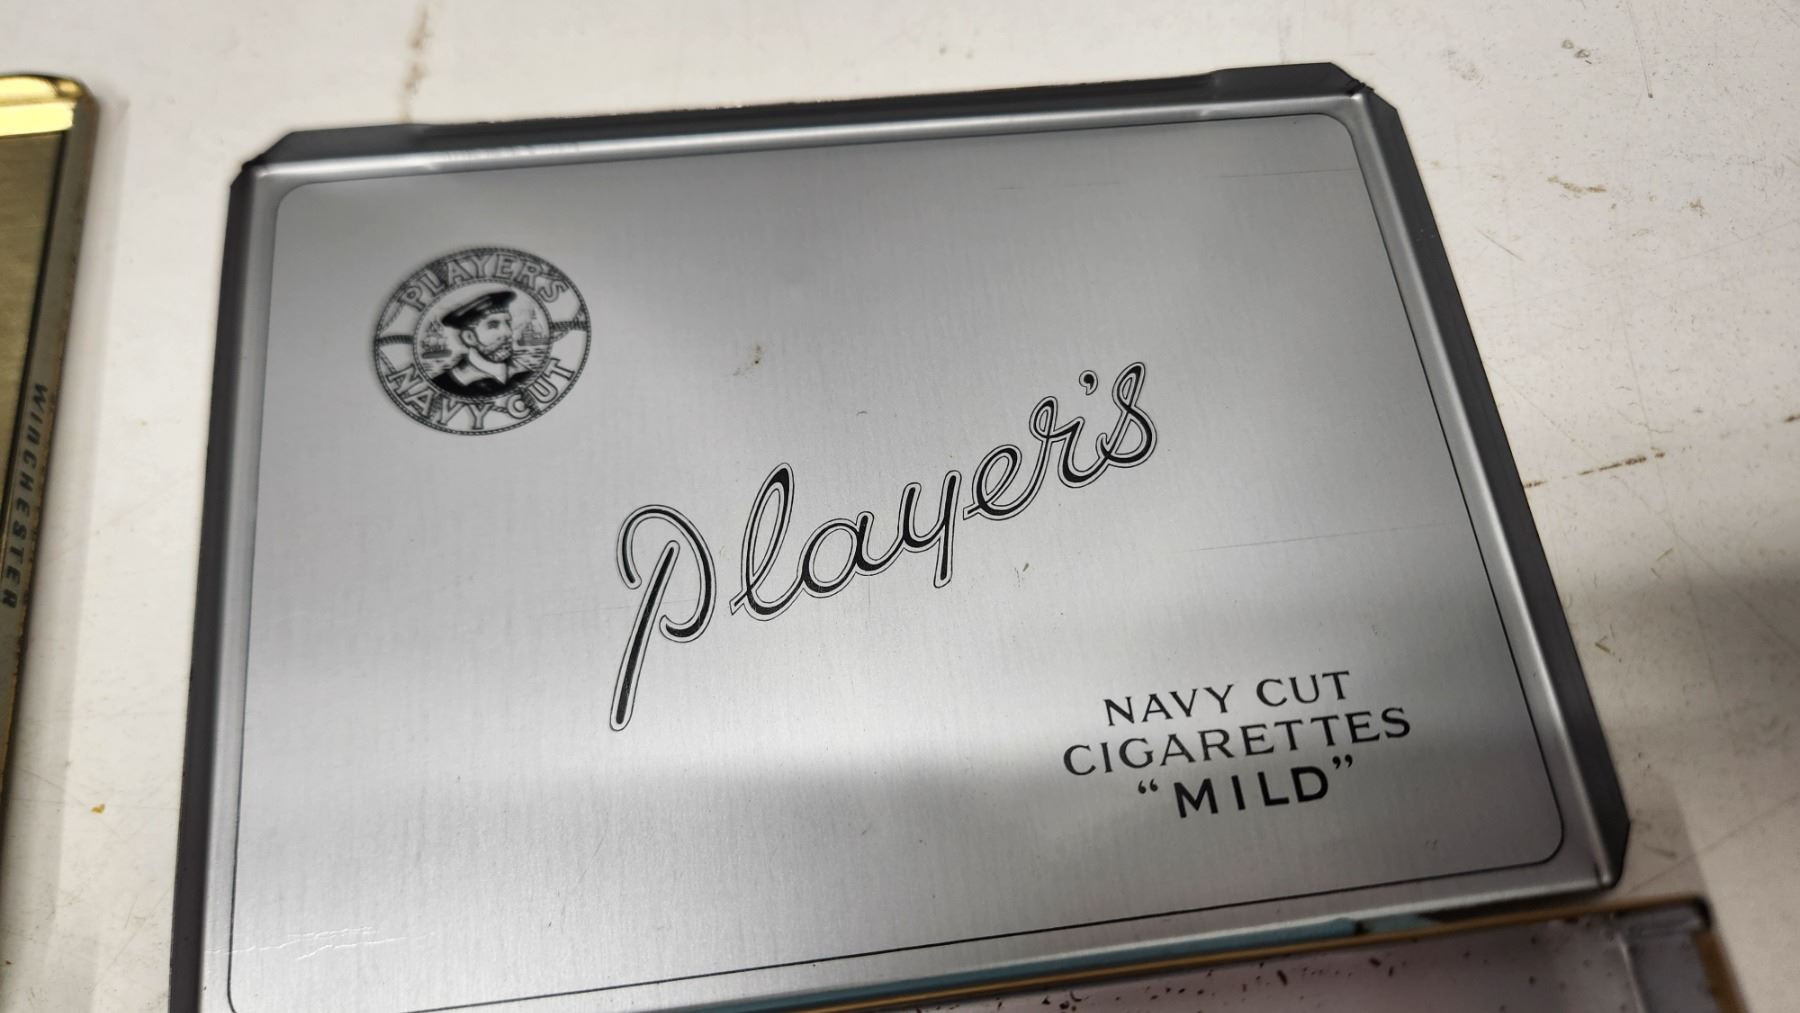 PLAYER'S
NAVY CUT
Player's
NAVY CUT
CIGARETTES
“MILD”
WINCHESTER